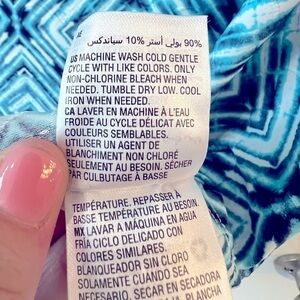 90% بولي أستر 10% سباندكس
US MACHINE WASH COLD GENTLE
CYCLE WITH LIKE COLORS. ONLY
NON-CHLORINE BLEACH WHEN
NEEDED. TUMBLE DRY LOW. COOL
IRON WHEN NEEDED.
CA LAVER EN MACHINE À L'EAU
FROIDE AU CYCLE DÉLICAT AVEC
COULEURS SEMBLABLES.
UTILISER UN AGENT DE
BLANCHIMENT NON CHLORÉ
SEULEMENT AU BESOIN. SÉCHER
PAR CULBUTAGE À BASSE
TEMPÉRATURE. REPASSER À
BASSE TEMPÉRATURE AU BESOIN.
MX LAVAR A MÁQUINA EN AGUA
FRÍA CICLO DELICADO CON
COLORES SIMILARES.
BLANQUEADOR SIN CLORO
SOLAMENTE CUANDO SEA
NECESARIO. SECAR EN SECADORA
PLANCHA